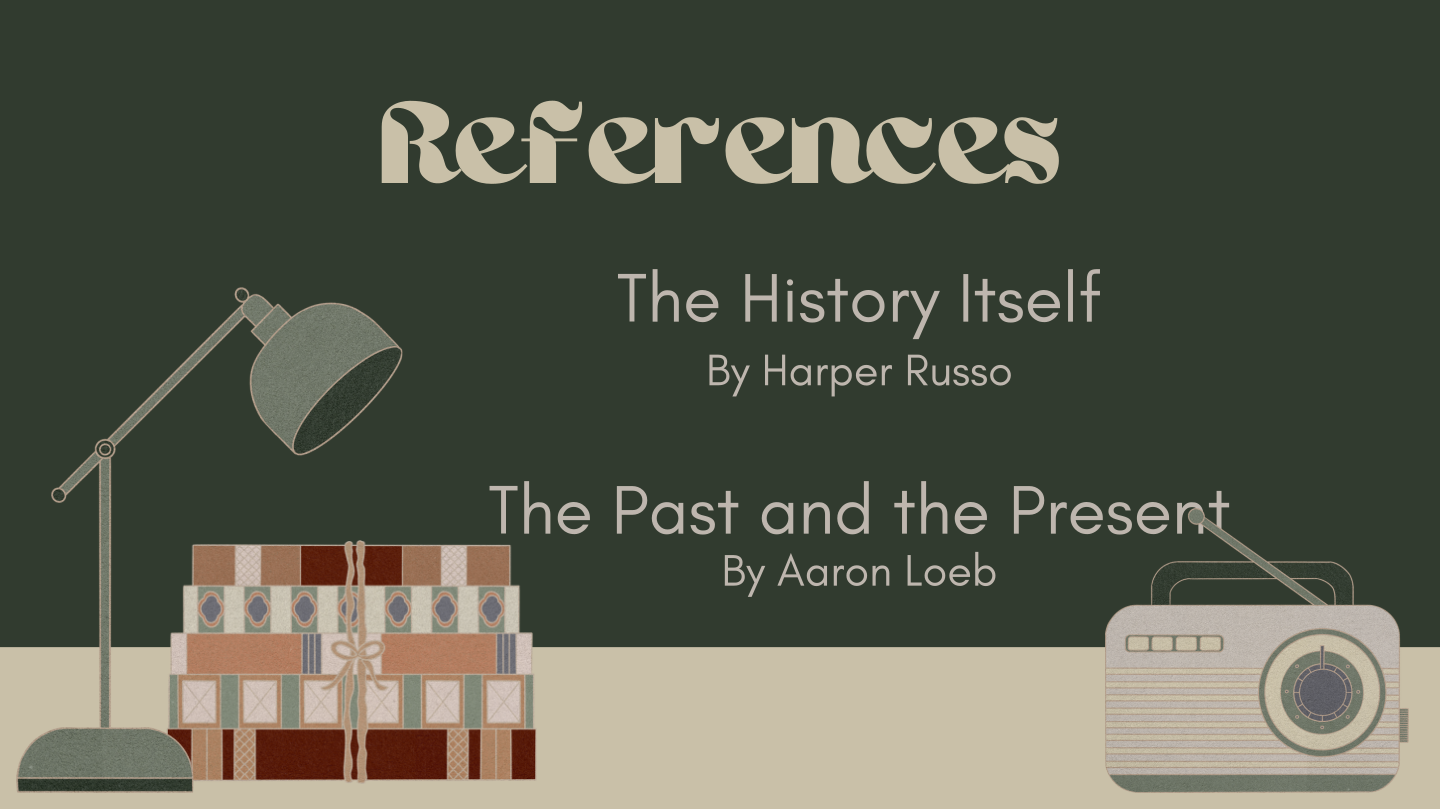 References
The History Itself
By Harper Russo
The Past and the Present
By Aaron Loeb